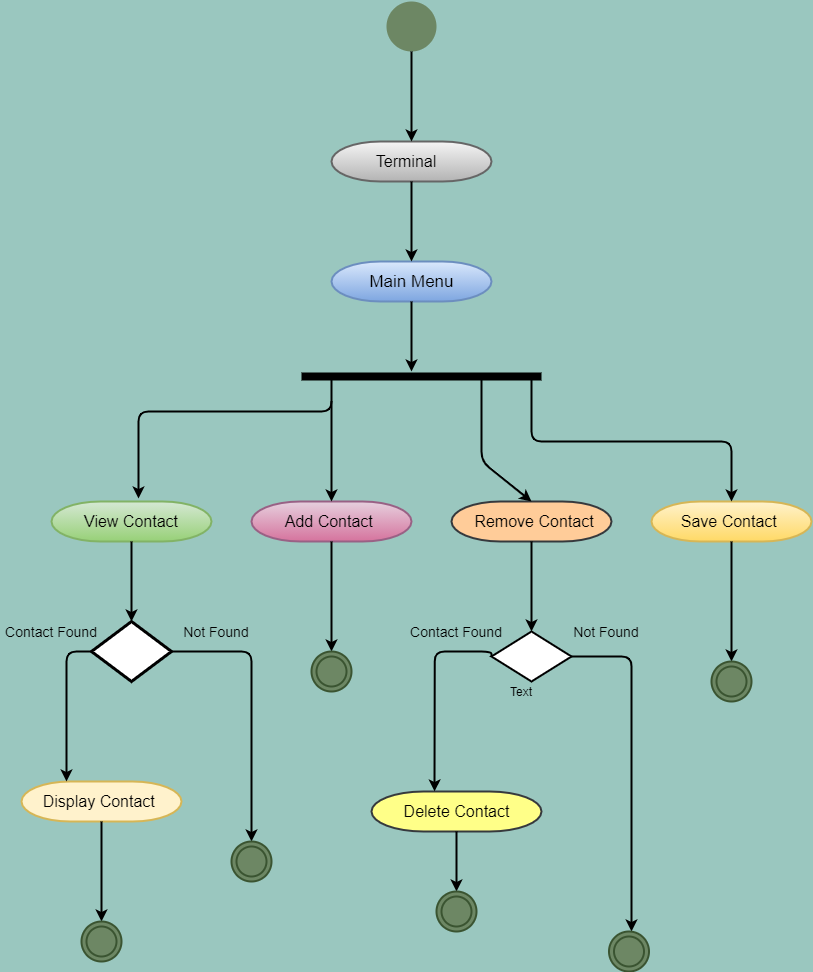 Terminal
Main Menu
View Contact
Add Contact
Remove Contact
Save Contact
Contact Found
Not Found
Contact Found
Not Found
Text
Display Contact
Delete Contact